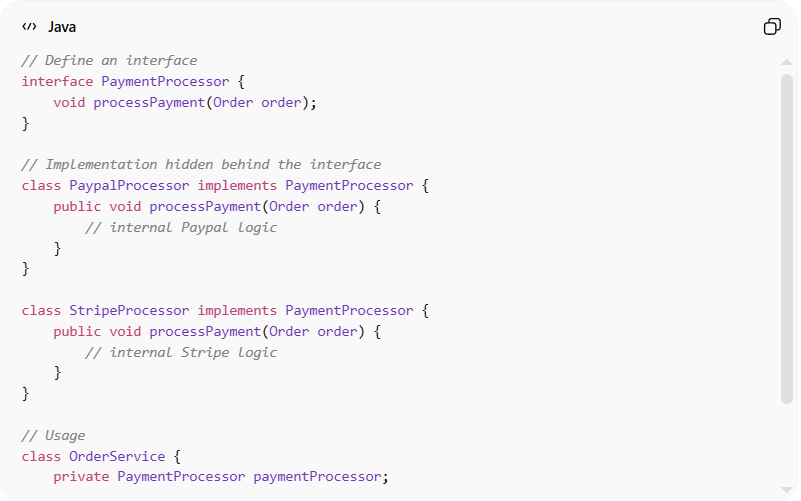 </> Java
// Define an interface
interface PaymentProcessor {
    void processPayment(Order order);
}

// Implementation hidden behind the interface
class PaypalProcessor implements PaymentProcessor {
    public void processPayment(Order order) {
        // internal Paypal logic
    }
}

class StripeProcessor implements PaymentProcessor {
    public void processPayment(Order order) {
        // internal Stripe logic
    }
}

// Usage
class OrderService {
    private PaymentProcessor paymentProcessor;